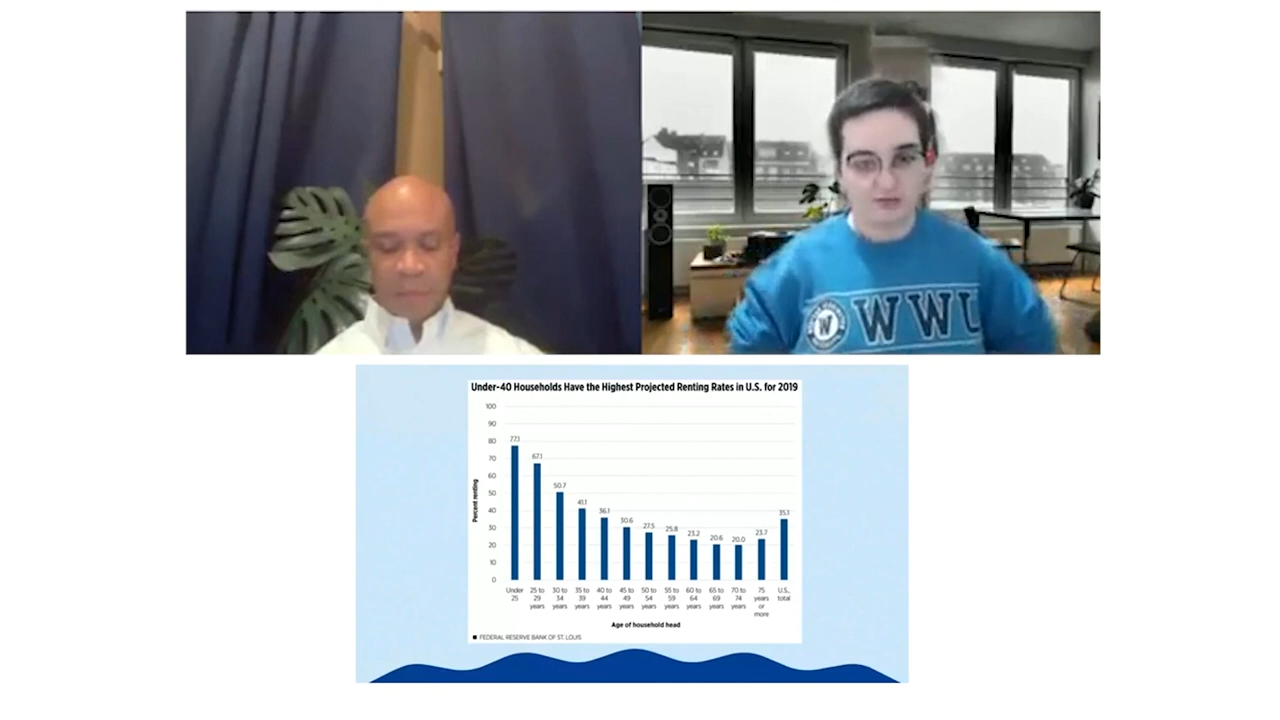 W W U
W
Under-40 Households Have the Highest Projected Renting Rates in U.S. for 2019
100
90
80
70
60
50
40
30
20
10
0
Percent renting
77.1
67.1
50.7
41.1
36.1
30.6
27.5
25.8
23.2
20.6
20.0
23.7
35.1
Under 25
25 to 29 years
30 to 34 years
35 to 39 years
40 to 44 years
45 to 49 years
50 to 54 years
55 to 59 years
60 to 64 years
65 to 69 years
70 to 74 years
75 years or more
U.S., total
Age of household head
FEDERAL RESERVE BANK OF ST. LOUIS